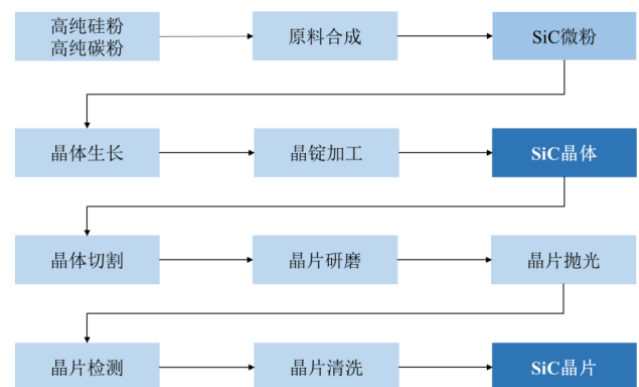 高纯硅粉
高纯碳粉
原料合成
SiC微粉
晶体生长
晶锭加工
SiC晶体
晶体切割
晶片研磨
晶片抛光
晶片检测
晶片清洗
SiC晶片